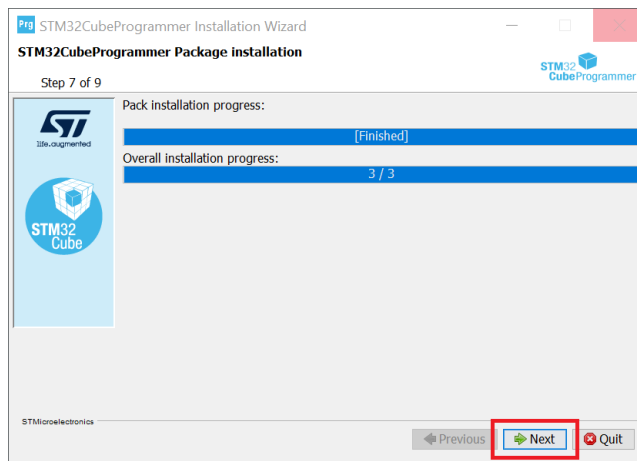 Prg STM32CubeProgrammer Installation Wizard
STM32CubeProgrammer Package installation
STM32
CubeProgrammer
Step 7 of 9
ST
life.augmented
STM32
Cube
Pack installation progress:
[Finished]
Overall installation progress:
3 / 3
STMicroelectronics
Previous
Next
Quit